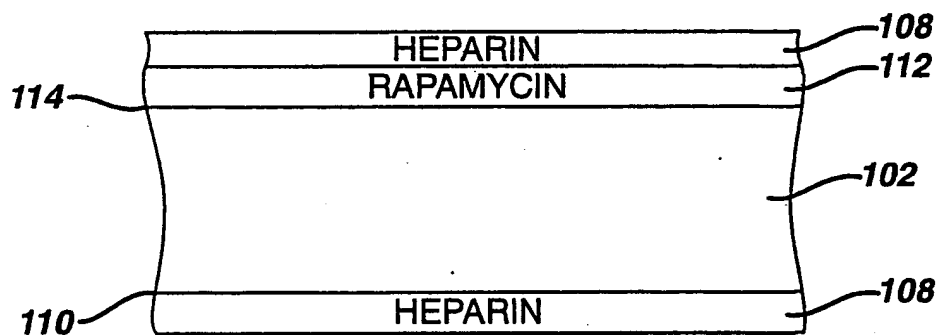 HEPARIN 108
RAPAMYCIN 112
114
102
110 HEPARIN 108